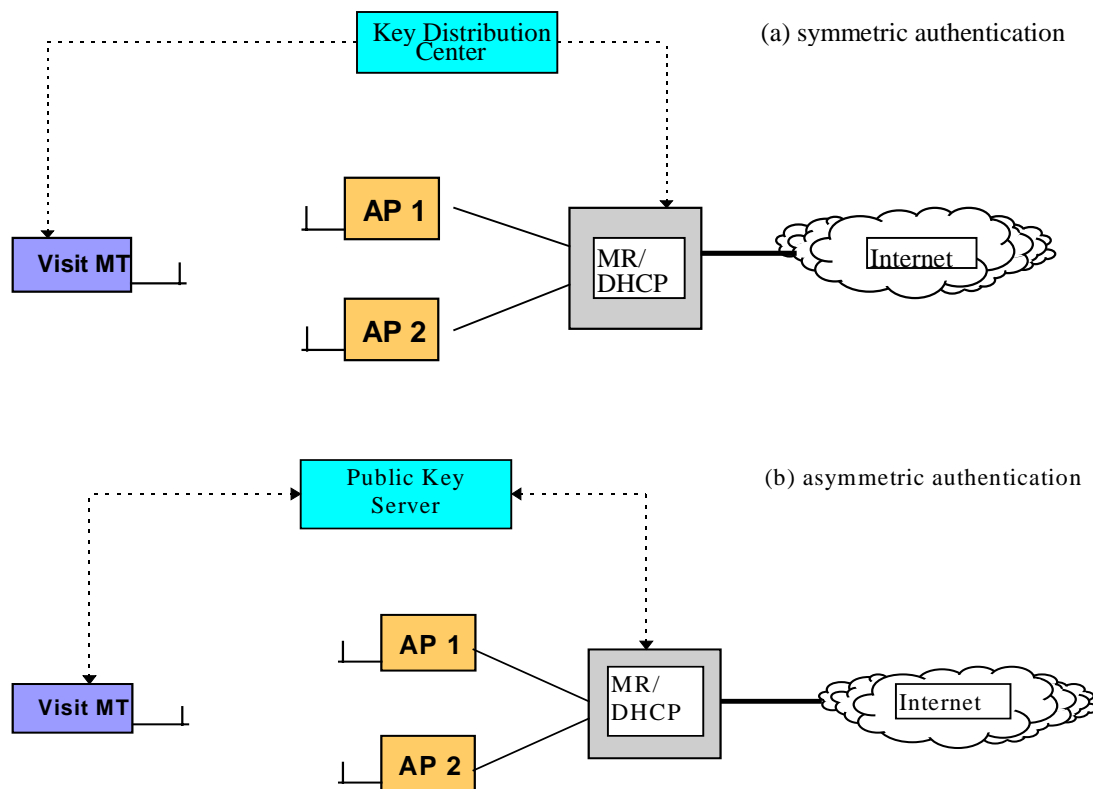 Key Distribution
Center
(a) symmetric authentication
AP 1
Visit MT
MR/
DHCP
Internet
AP 2
Public Key
Server
(b) asymmetric authentication
AP 1
Visit MT
MR/
DHCP
Internet
AP 2